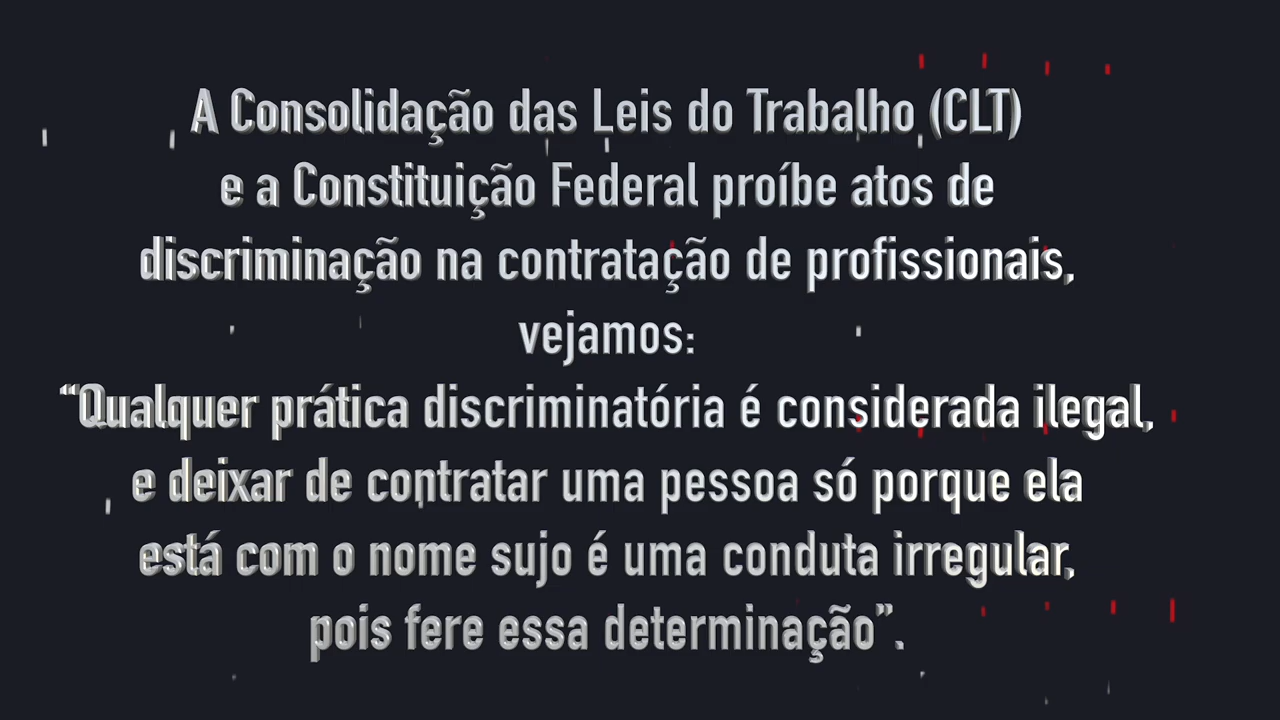 A Consolidação das Leis do Trabalho (CLT)
e a Constituição Federal proíbe atos de
discriminação na contratação de profissionais,
vejamos:
“Qualquer prática discriminatória é considerada ilegal,
e deixar de contratar uma pessoa só porque ela
está com o nome sujo é uma conduta irregular,
pois fere essa determinação”.